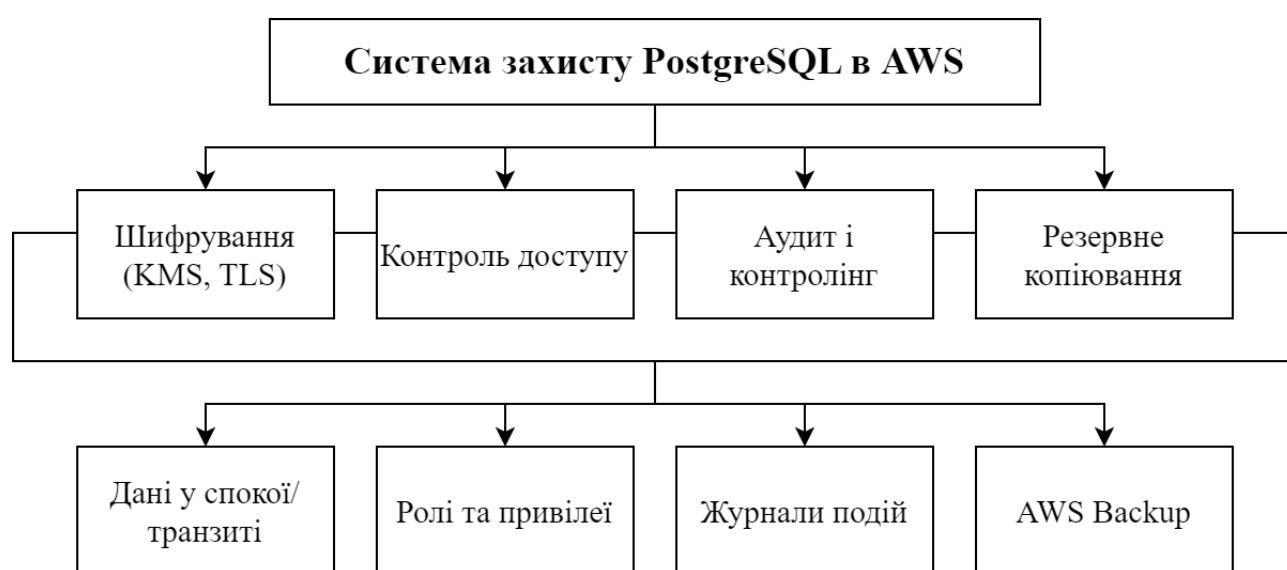 Система захисту PostgreSQL в AWS
Шифрування
(KMS, TLS)
Контроль доступу
Аудит і
контролінг
Резервне
копіювання
Дані у спокої/
транзиті
Ролі та привілеї
Журнали подій
AWS Backup